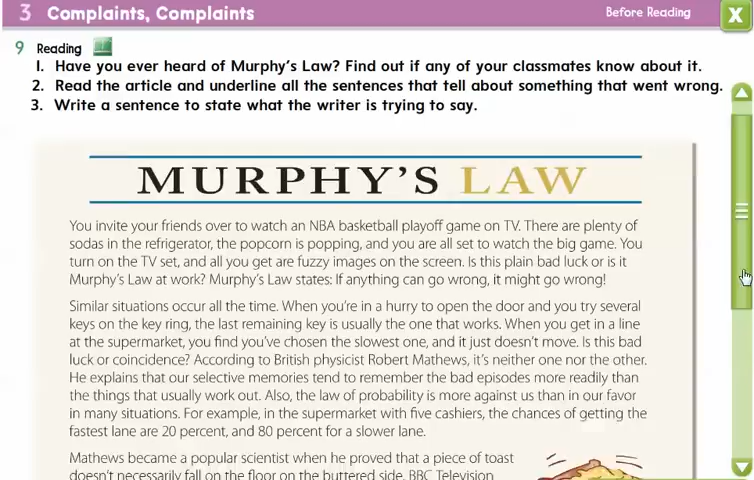 3 Complaints, Complaints
Before Reading
X
9 Reading
1. Have you ever heard of Murphy's Law? Find out if any of your classmates know about it.
2. Read the article and underline all the sentences that tell about something that went wrong.
3. Write a sentence to state what the writer is trying to say.
MURPHY'S LAW
You invite your friends over to watch an NBA basketball playoff game on TV. There are plenty of
sodas in the refrigerator, the popcorn is popping, and you are all set to watch the big game. You
turn on the TV set, and all you get are fuzzy images on the screen. Is this plain bad luck or is it
Murphy's Law at work? Murphy's Law states: If anything can go wrong, it might go wrong!
Similar situations occur all the time. When you're in a hurry to open the door and you try several
keys on the key ring, the last remaining key is usually the one that works. When you get in a line
at the supermarket, you find you've chosen the slowest one, and it just doesn't move. Is this bad
luck or coincidence? According to British physicist Robert Mathews, it's neither one nor the other.
He explains that our selective memories tend to remember the bad episodes more readily than
the things that usually work out. Also, the law of probability is more against us than in our favor
in many situations. For example, in the supermarket with five cashiers, the chances of getting the
fastest lane are 20 percent, and 80 percent for a slower lane.
Mathews became a popular scientist when he proved that a piece of toast
doesn't necessarily fall on the floor on the buttered side. BBC Television